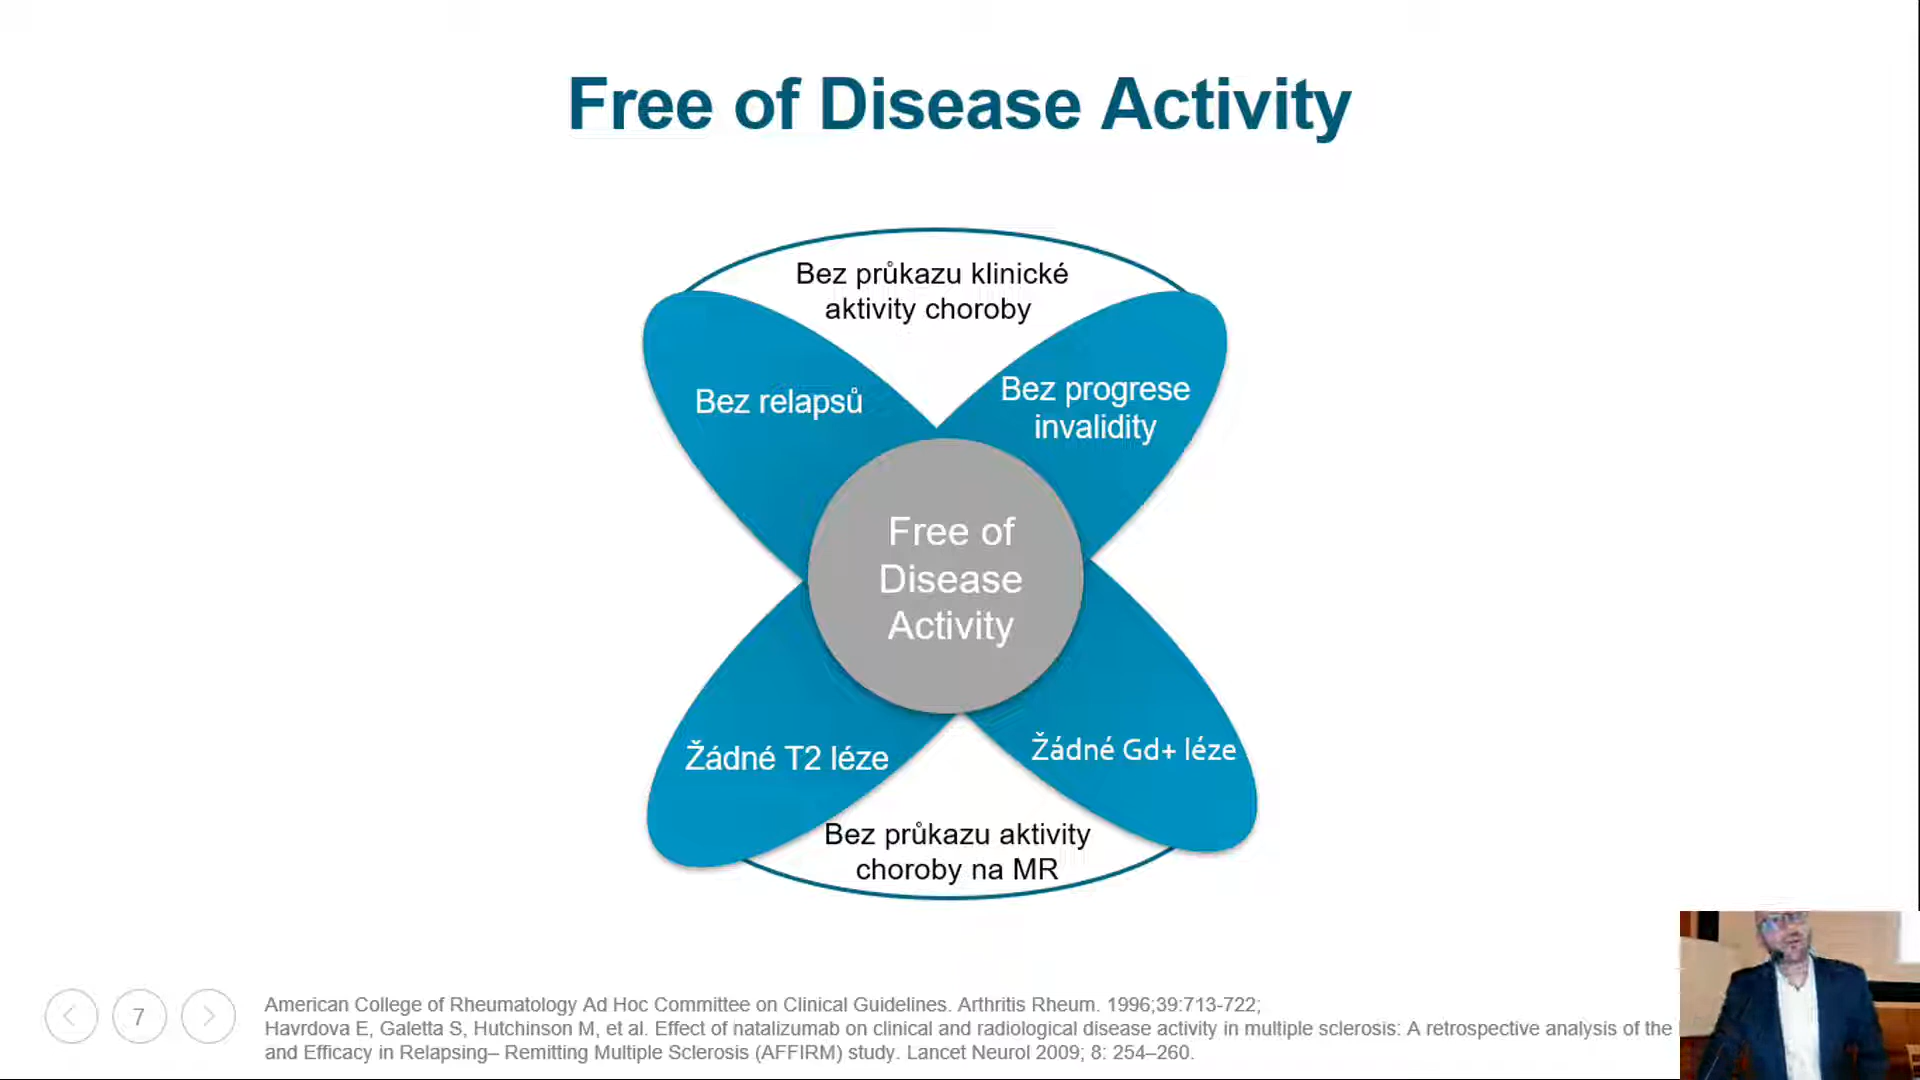 Free of Disease Activity
Bez průkazu klinické
aktivity choroby
Bez relapsů
Bez progrese
invalidity
Free of
Disease
Activity
Žádné T2 léze
Žádné Gd+ léze
Bez průkazu aktivity
choroby na MR
7
American College of Rheumatology Ad Hoc Committee on Clinical Guidelines. Arthritis Rheum. 1996;39:713-722;
Havrdova E, Galetta S, Hutchinson M, et al. Effect of natalizumab on clinical and radiological disease activity in multiple sclerosis: A retrospective analysis of the
and Efficacy in Relapsing– Remitting Multiple Sclerosis (AFFIRM) study. Lancet Neurol 2009; 8: 254–260.